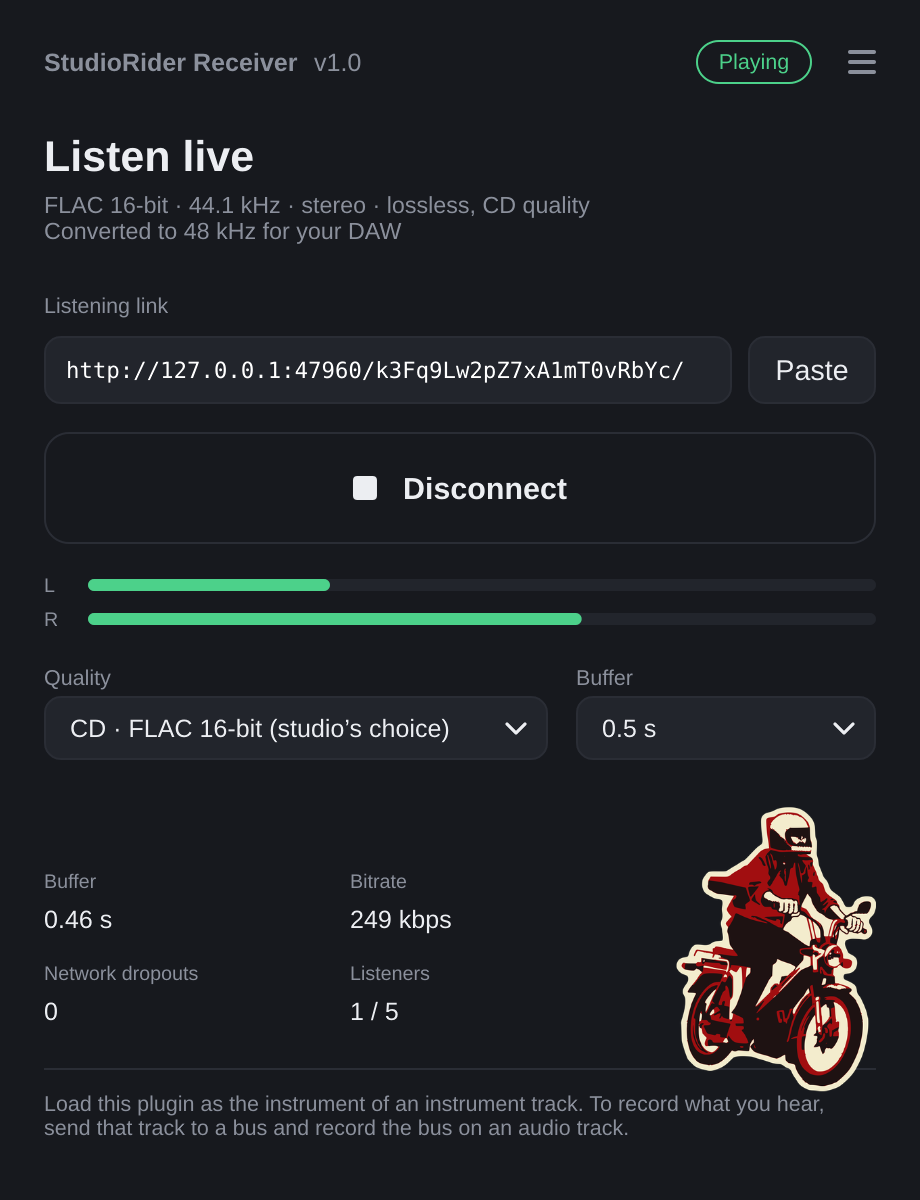 StudioRider Receiver v1.0
Playing
Listen live
FLAC 16-bit · 44.1 kHz · stereo · lossless, CD quality
Converted to 48 kHz for your DAW
Listening link
http://127.0.0.1:47960/k3Fq9Lw2pZ7xA1mT0vRbYc/
Paste
Disconnect
L
R
Quality
Buffer
CD · FLAC 16-bit (studio’s choice)
0.5 s
Buffer
Bitrate
0.46 s
249 kbps
Network dropouts
Listeners
0
1 / 5
Load this plugin as the instrument of an instrument track. To record what you hear,
send that track to a bus and record the bus on an audio track.